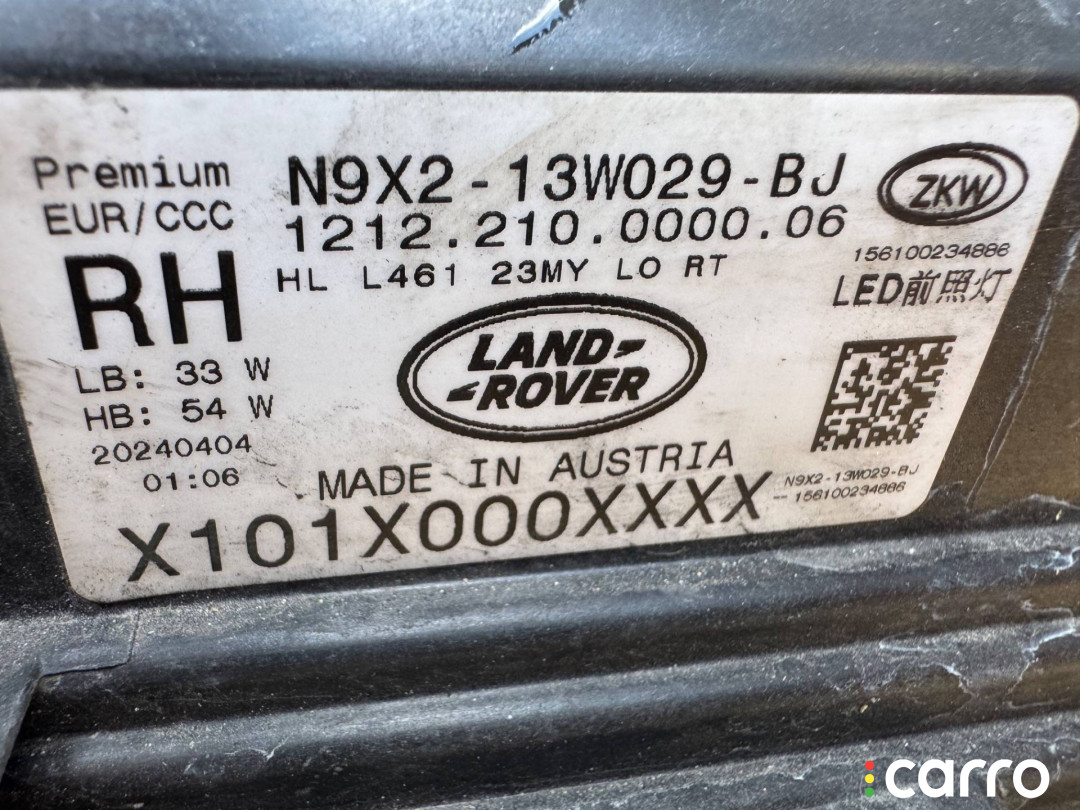 Premium
EUR/CCC
RH
LB: 33 W
HB: 54 W
20240404
01:06
N9X2-13W029-BJ
1212.210.0000.06
HL L461 23MY LO RT
LAND-
-ROVER
MADE IN AUSTRIA
X101X000XXXX
ZKW
156100234886
LED前照灯
N9X2-13W029-BJ
--156100234886
carro